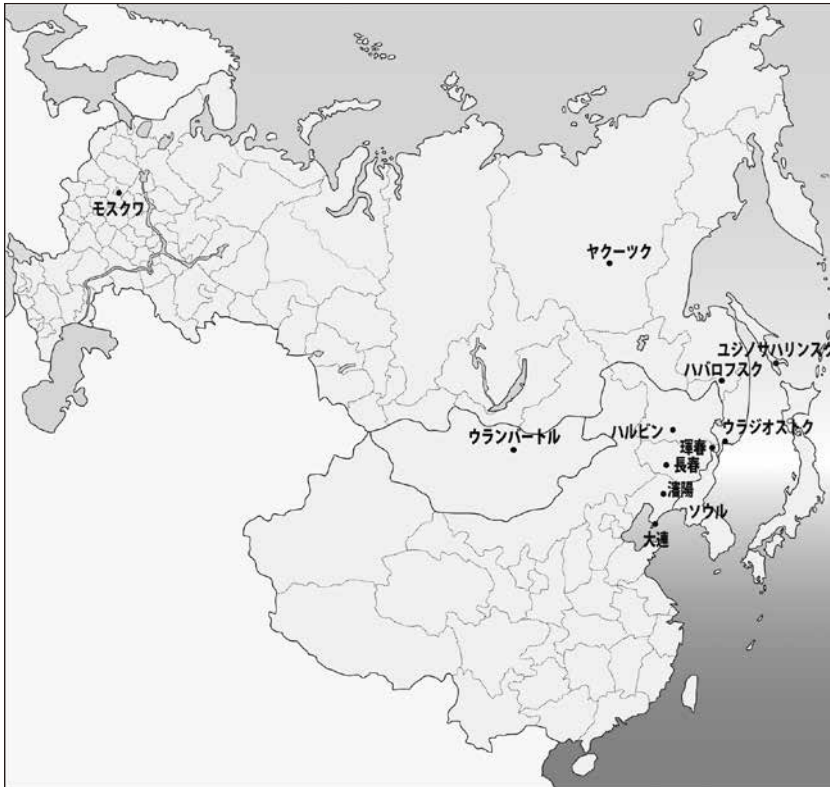 モスクワ
ヤクーツク
ユジノサハリンスク
ハバロフスク
ウランバートル
ハルビン
ウラジオストク
琿春
長春
瀋陽
ソウル
大連